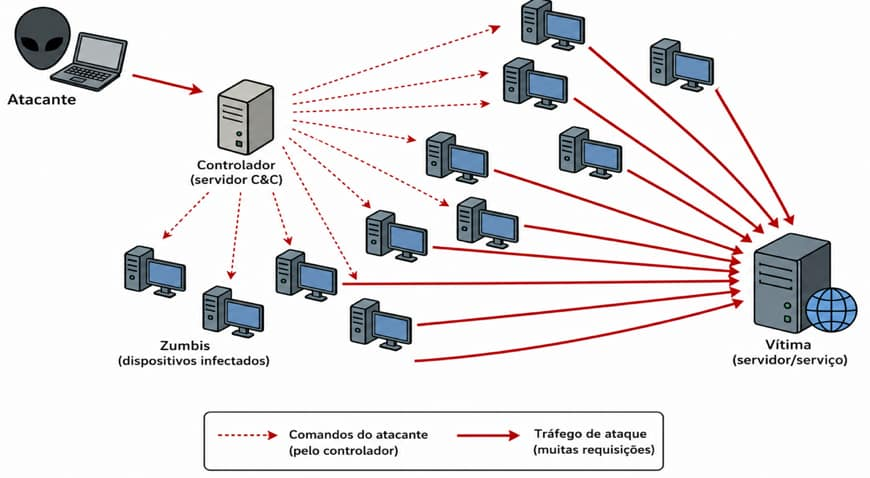 Atacante
Controlador
(servidor C&C)
Zumbis
(dispositivos infectados)
Vítima
(servidor/serviço)
Comandos do atacante
(pelo controlador)
Tráfego de ataque
(muitas requisições)